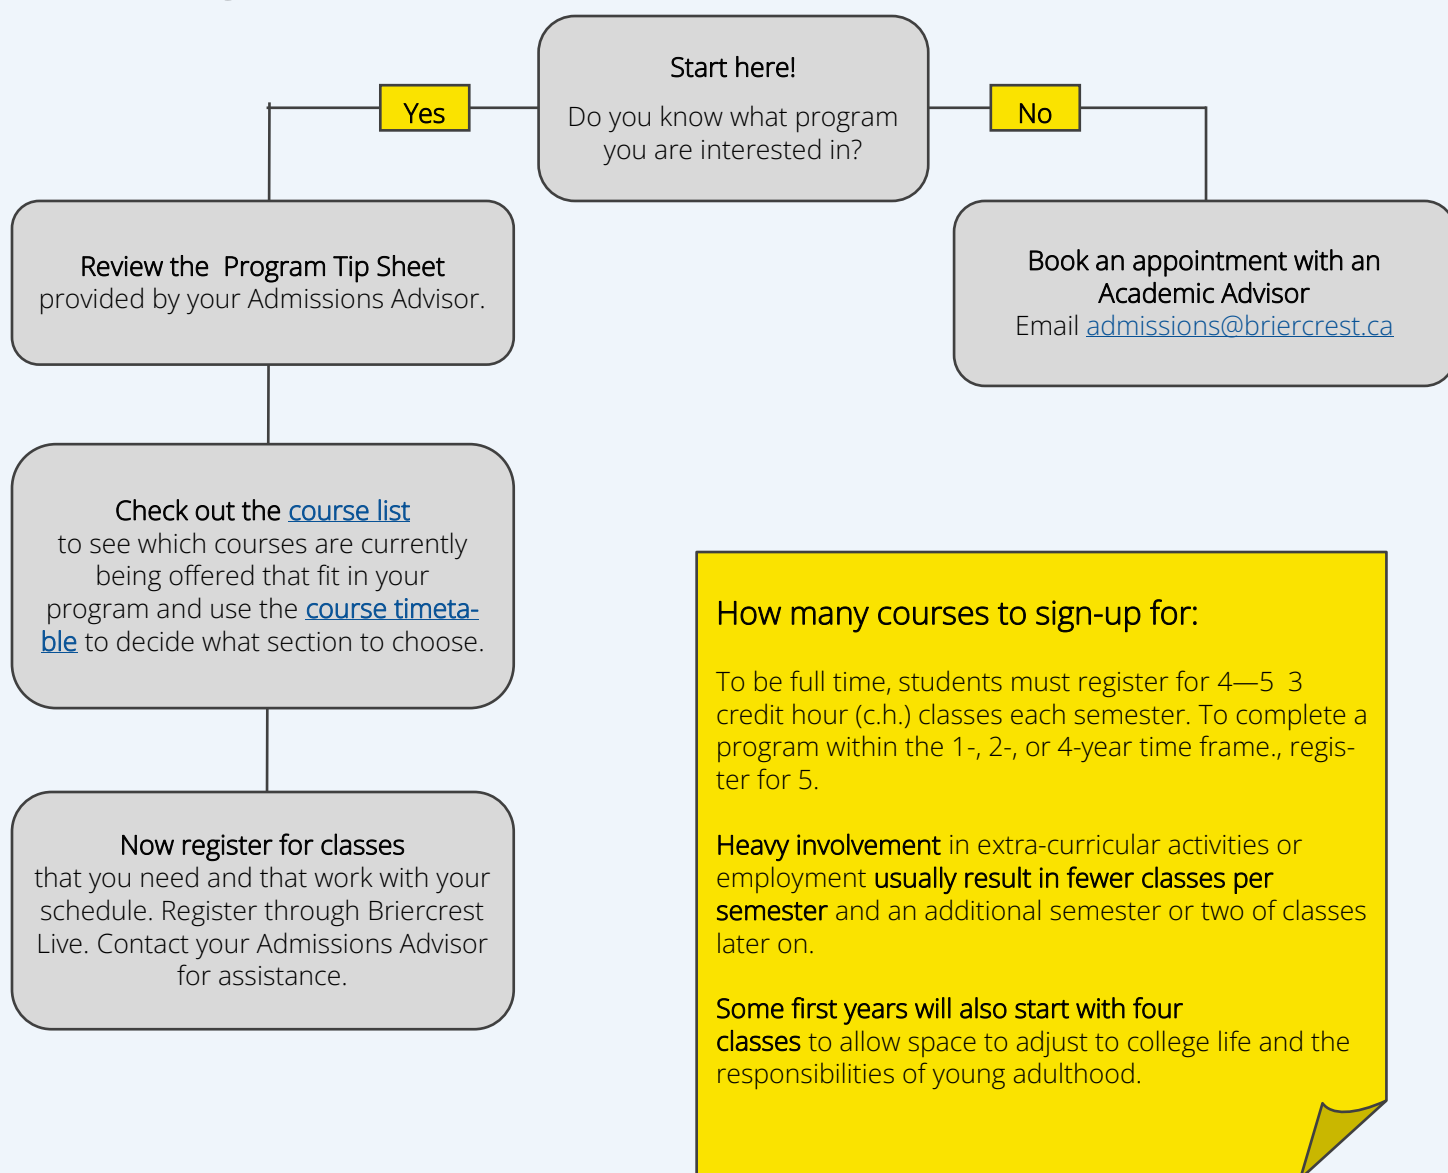 Start here!
Do you know what program
you are interested in?
Yes
No
Review the  Program Tip Sheet
provided by your Admissions Advisor.
Book an appointment with an
Academic Advisor
Email admissions@briercrest.ca
Check out the course list
to see which courses are currently
being offered that fit in your
program and use the course timeta-
ble to decide what section to choose.
Now register for classes
that you need and that work with your
schedule. Register through Briercrest
Live. Contact your Admissions Advisor
for assistance.
How many courses to sign-up for:
To be full time, students must register for 4—5  3
credit hour (c.h.) classes each semester. To complete a
program within the 1-, 2-, or 4-year time frame., regis-
ter for 5.
Heavy involvement in extra-curricular activities or
employment usually result in fewer classes per
semester and an additional semester or two of classes
later on.
Some first years will also start with four
classes to allow space to adjust to college life and the
responsibilities of young adulthood.